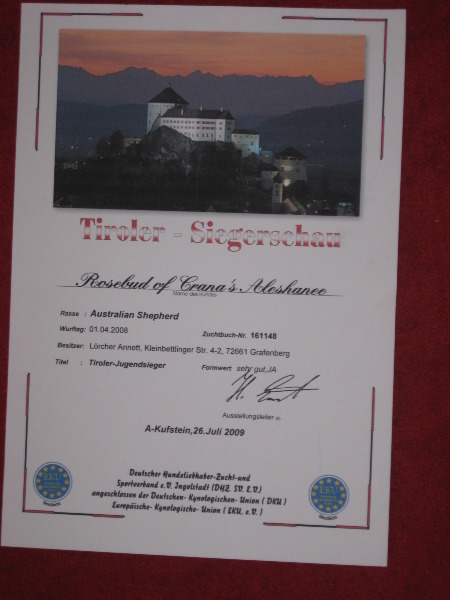 Tiroler - Siegerschau
Rosebud of Crana's Aleshanee
Name des Hundes
Rasse : Australian Shepherd
Wurftag: 01.04.2008 Zuchtbuch-Nr. 161148
Besitzer: Lörcher Annett, Kleinbettlinger Str. 4-2, 72661 Grafenberg
Titel : Tiroler-Jugendsieger Formwert sehr gut,JA
Ausstellungsleiter
A-Kufstein,26.Juli 2009
Deutscher Hundeliebhaber-Zucht-und
Sportverband e.V. Ingolstadt (DHZ. SV. E.V.)
angeschlossen der Deutschen- Kynologischen- Union ( DKU )
Europäische- Kynologische- Union ( EKU, e.V. )
EKU
EKU